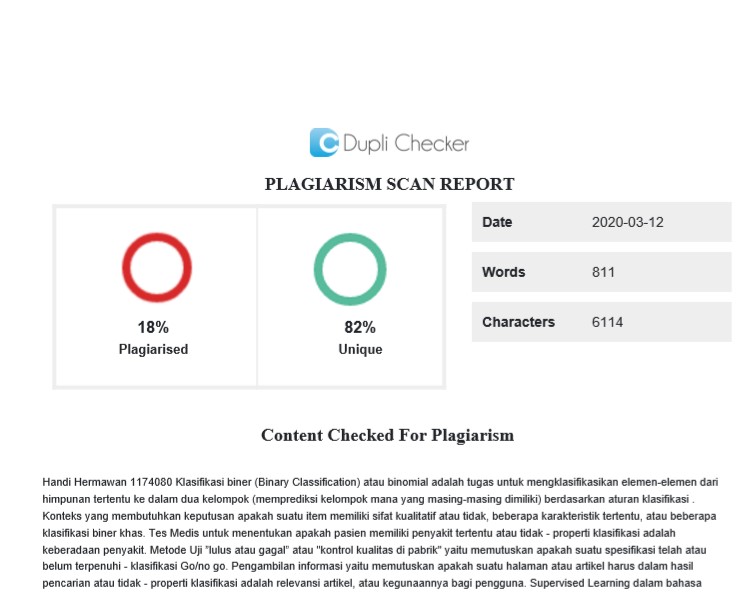 Dupli Checker
PLAGIARISM SCAN REPORT
18%
Plagiarised
82%
Unique
Date 2020-03-12
Words 811
Characters 6114
Content Checked For Plagiarism
Handi Hermawan 1174080 Klasifikasi biner (Binary Classification) atau binomial adalah tugas untuk mengklasifikasikan elemen-elemen dari
himpunan tertentu ke dalam dua kelompok (memprediksi kelompok mana yang masing-masing dimiliki) berdasarkan aturan klasifikasi .
Konteks yang membutuhkan keputusan apakah suatu item memiliki sifat kualitatif atau tidak, beberapa karakteristik tertentu, atau beberapa
klasifikasi biner khas. Tes Medis untuk menentukan apakah pasien memiliki penyakit tertentu atau tidak - properti klasifikasi adalah
keberadaan penyakit. Metode Uji "lulus atau gagal" atau "kontrol kualitas di pabrik" yaitu memutuskan apakah suatu spesifikasi telah atau
belum terpenuhi - klasifikasi Go/no go. Pengambilan informasi yaitu memutuskan apakah suatu halaman atau artikel harus dalam hasil
pencarian atau tidak - properti klasifikasi adalah relevansi artikel, atau kegunaannya bagi pengguna. Supervised Learning dalam bahasa